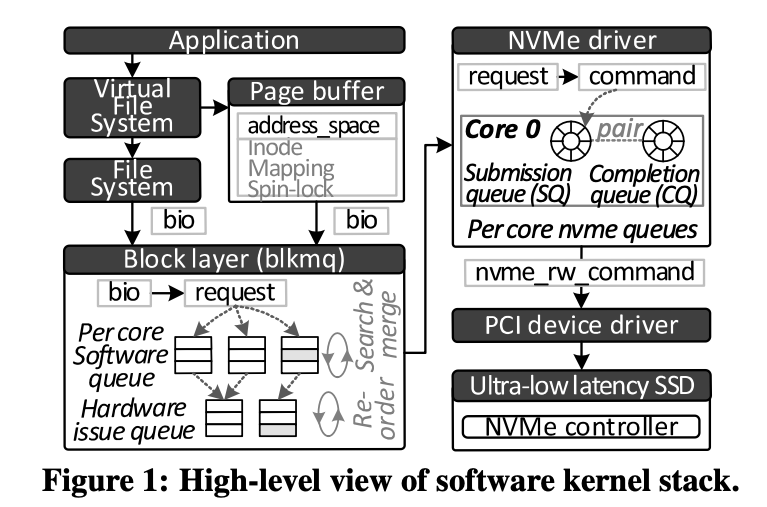 Application
Virtual
File
System
Page buffer
address_space
Inode
Mapping
Spin-lock
File
System
bio
bio
Block layer (blkmq)
bio
request
Per core
Software
queue
Search &
merge
Hardware
issue queue
Re-
order
NVMe driver
request
command
Core 0
pair
Submission
queue (SQ)
Completion
queue (CQ)
Per core nvme queues
nvme_rw_command
PCI device driver
Ultra-low latency SSD
NVMe controller
Figure 1: High-level view of software kernel stack.